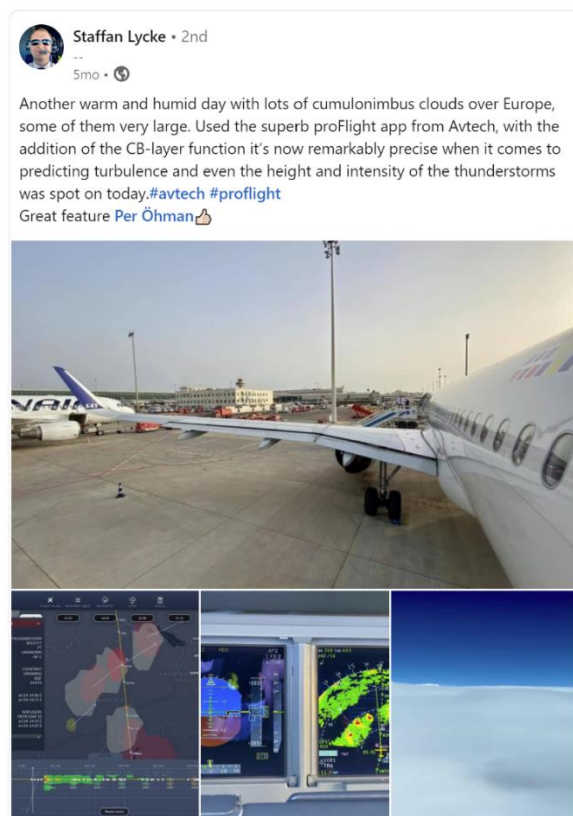 Staffan Lycke • 2nd
--
5mo •
Another warm and humid day with lots of cumulonimbus clouds over Europe,
some of them very large. Used the superb proFlight app from Avtech, with the
addition of the CB-layer function it's now remarkably precise when it comes to
predicting turbulence and even the height and intensity of the thunderstorms
was spot on today.#avtech #proflight
Great feature Per Öhman